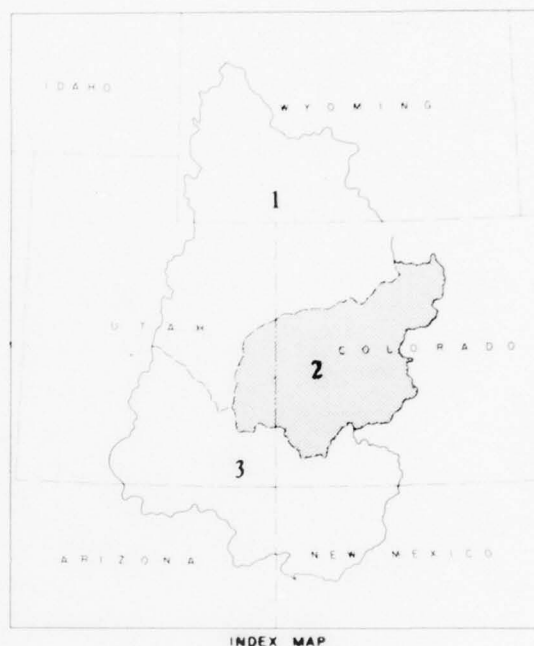 IDAHO
WYOMING
1
UTAH
COLORADO
2
3
ARIZONA
NEW MEXICO
INDEX MAP